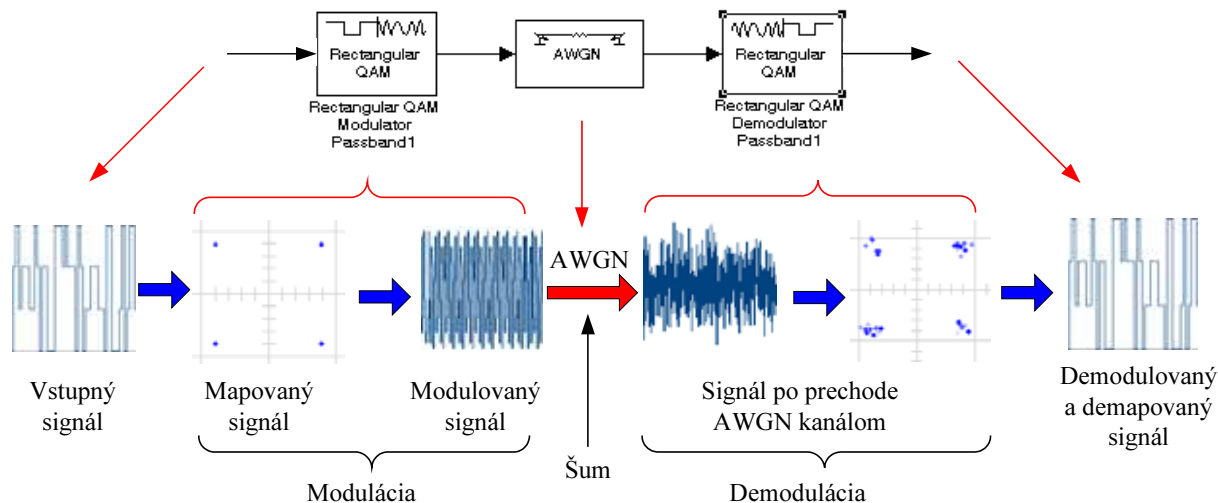 Rectangular
QAM
AWGN
Rectangular
QAM
Rectangular QAM
Modulator
Passband1
Rectangular QAM
Demodulator
Passband1
AWGN
Vstupný
signál
Mapovaný
signál
Modulovaný
signál
Signál po prechode
AWGN kanálom
Demodulovaný
a demapovaný
signál
Šum
Modulácia
Demodulácia